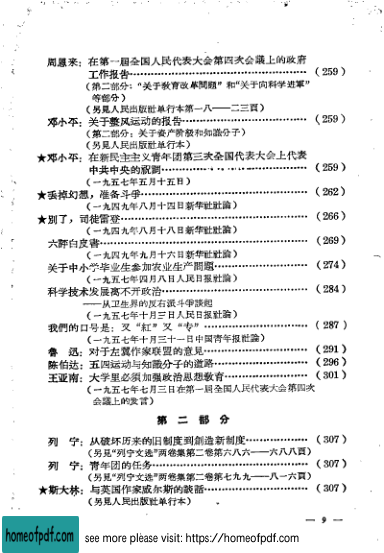 周恩来：在第一届全国人民代表大会第四次会議上的政府
工作报告……………………………………（259）
（第二部分：“关于教育改革問題”和“关于向科学进軍”
等部分）
（另見人民出版社单行本第一八——二三頁）
邓小平：关于整风运动的报告……………………（259）
（第二部分：关于資产阶级和知識分子）
（另見人民出版社单行本）
★邓小平：在新民主主义青年团第三次全国代表大会上代表
中共中央的祝詞……………………………（259）
（一九五七年五月十五日）
★丢掉幻想，准备斗爭……………………………（262）
（一九四九年八月十四日新华社社論）
★別了，司徒雷登…………………………………（266）
（一九四九年八月十八日新华社社論）
六評白皮書………………………………………（269）
（一九四九年九月十六日新华社社論）
关于中小学毕业生参加农业生产問題……………（274）
（一九五七年四月八日人民日报社論）
科学技术发展离不开政治…………………………（284）
——从卫生界的反右派斗爭談起
（一九五七年十月三日人民日报社論）
我們的口号是：又“紅”又“专”………………（287）
（一九五七年十月三十一日中国青年报社論）
魯　迅：对于左翼作家联盟的意見………………（291）
陈伯达：五四运动与知識分子的道路……………（296）
王亚南：大学里必須加強政治思想教育…………（301）
（一九五七年七月三日在第一届全国人民代表大会第四次
会議上的发言）
第二部分
列　宁：从破坏历来的旧制度到創造新制度……（307）
（另見“列宁文选”两卷集第二卷第六八六——六八八頁）
列　宁：青年团的任务……………………………（307）
（另見“列宁文选”两卷集第二卷第七九九——八一六頁）
★斯大林：与英国作家威尔斯的談話………………（307）
（另見人民出版社单行本）
— 9 —
homeofpdf.com
see more please visit: https://homeofpdf.com